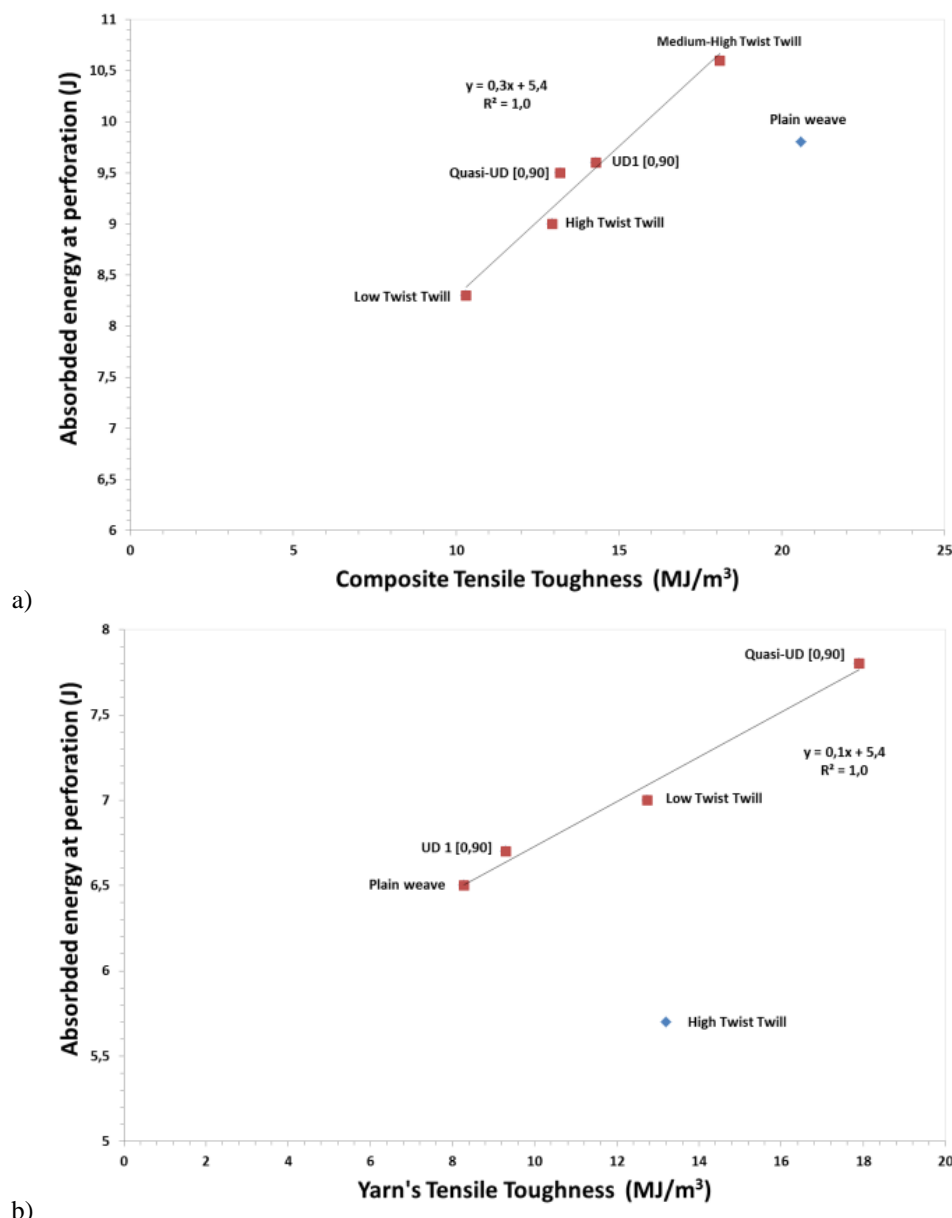 11
Medium-High Twist Twill
10,5
y = 0,3x + 5,4
R² = 1,0
Plain weave
10
Quasi-UD [0,90]
UD1 [0,90]
9,5
High Twist Twill
9
Low Twist Twill
8,5
8
7,5
7
6,5
6
Absorbded energy at perforation (J)
0 5 10 15 20 25
Composite Tensile Toughness (MJ/m³)
a)
8
Quasi-UD [0,90]
7,5
y = 0,1x + 5,4
R² = 1,0
Low Twist Twill
7
UD 1 [0,90]
Plain weave
6,5
6
High Twist Twill
5,5
5
Absorbded energy at perforation (J)
0 2 4 6 8 10 12 14 16 18 20
Yarn's Tensile Toughness (MJ/m³)
b)